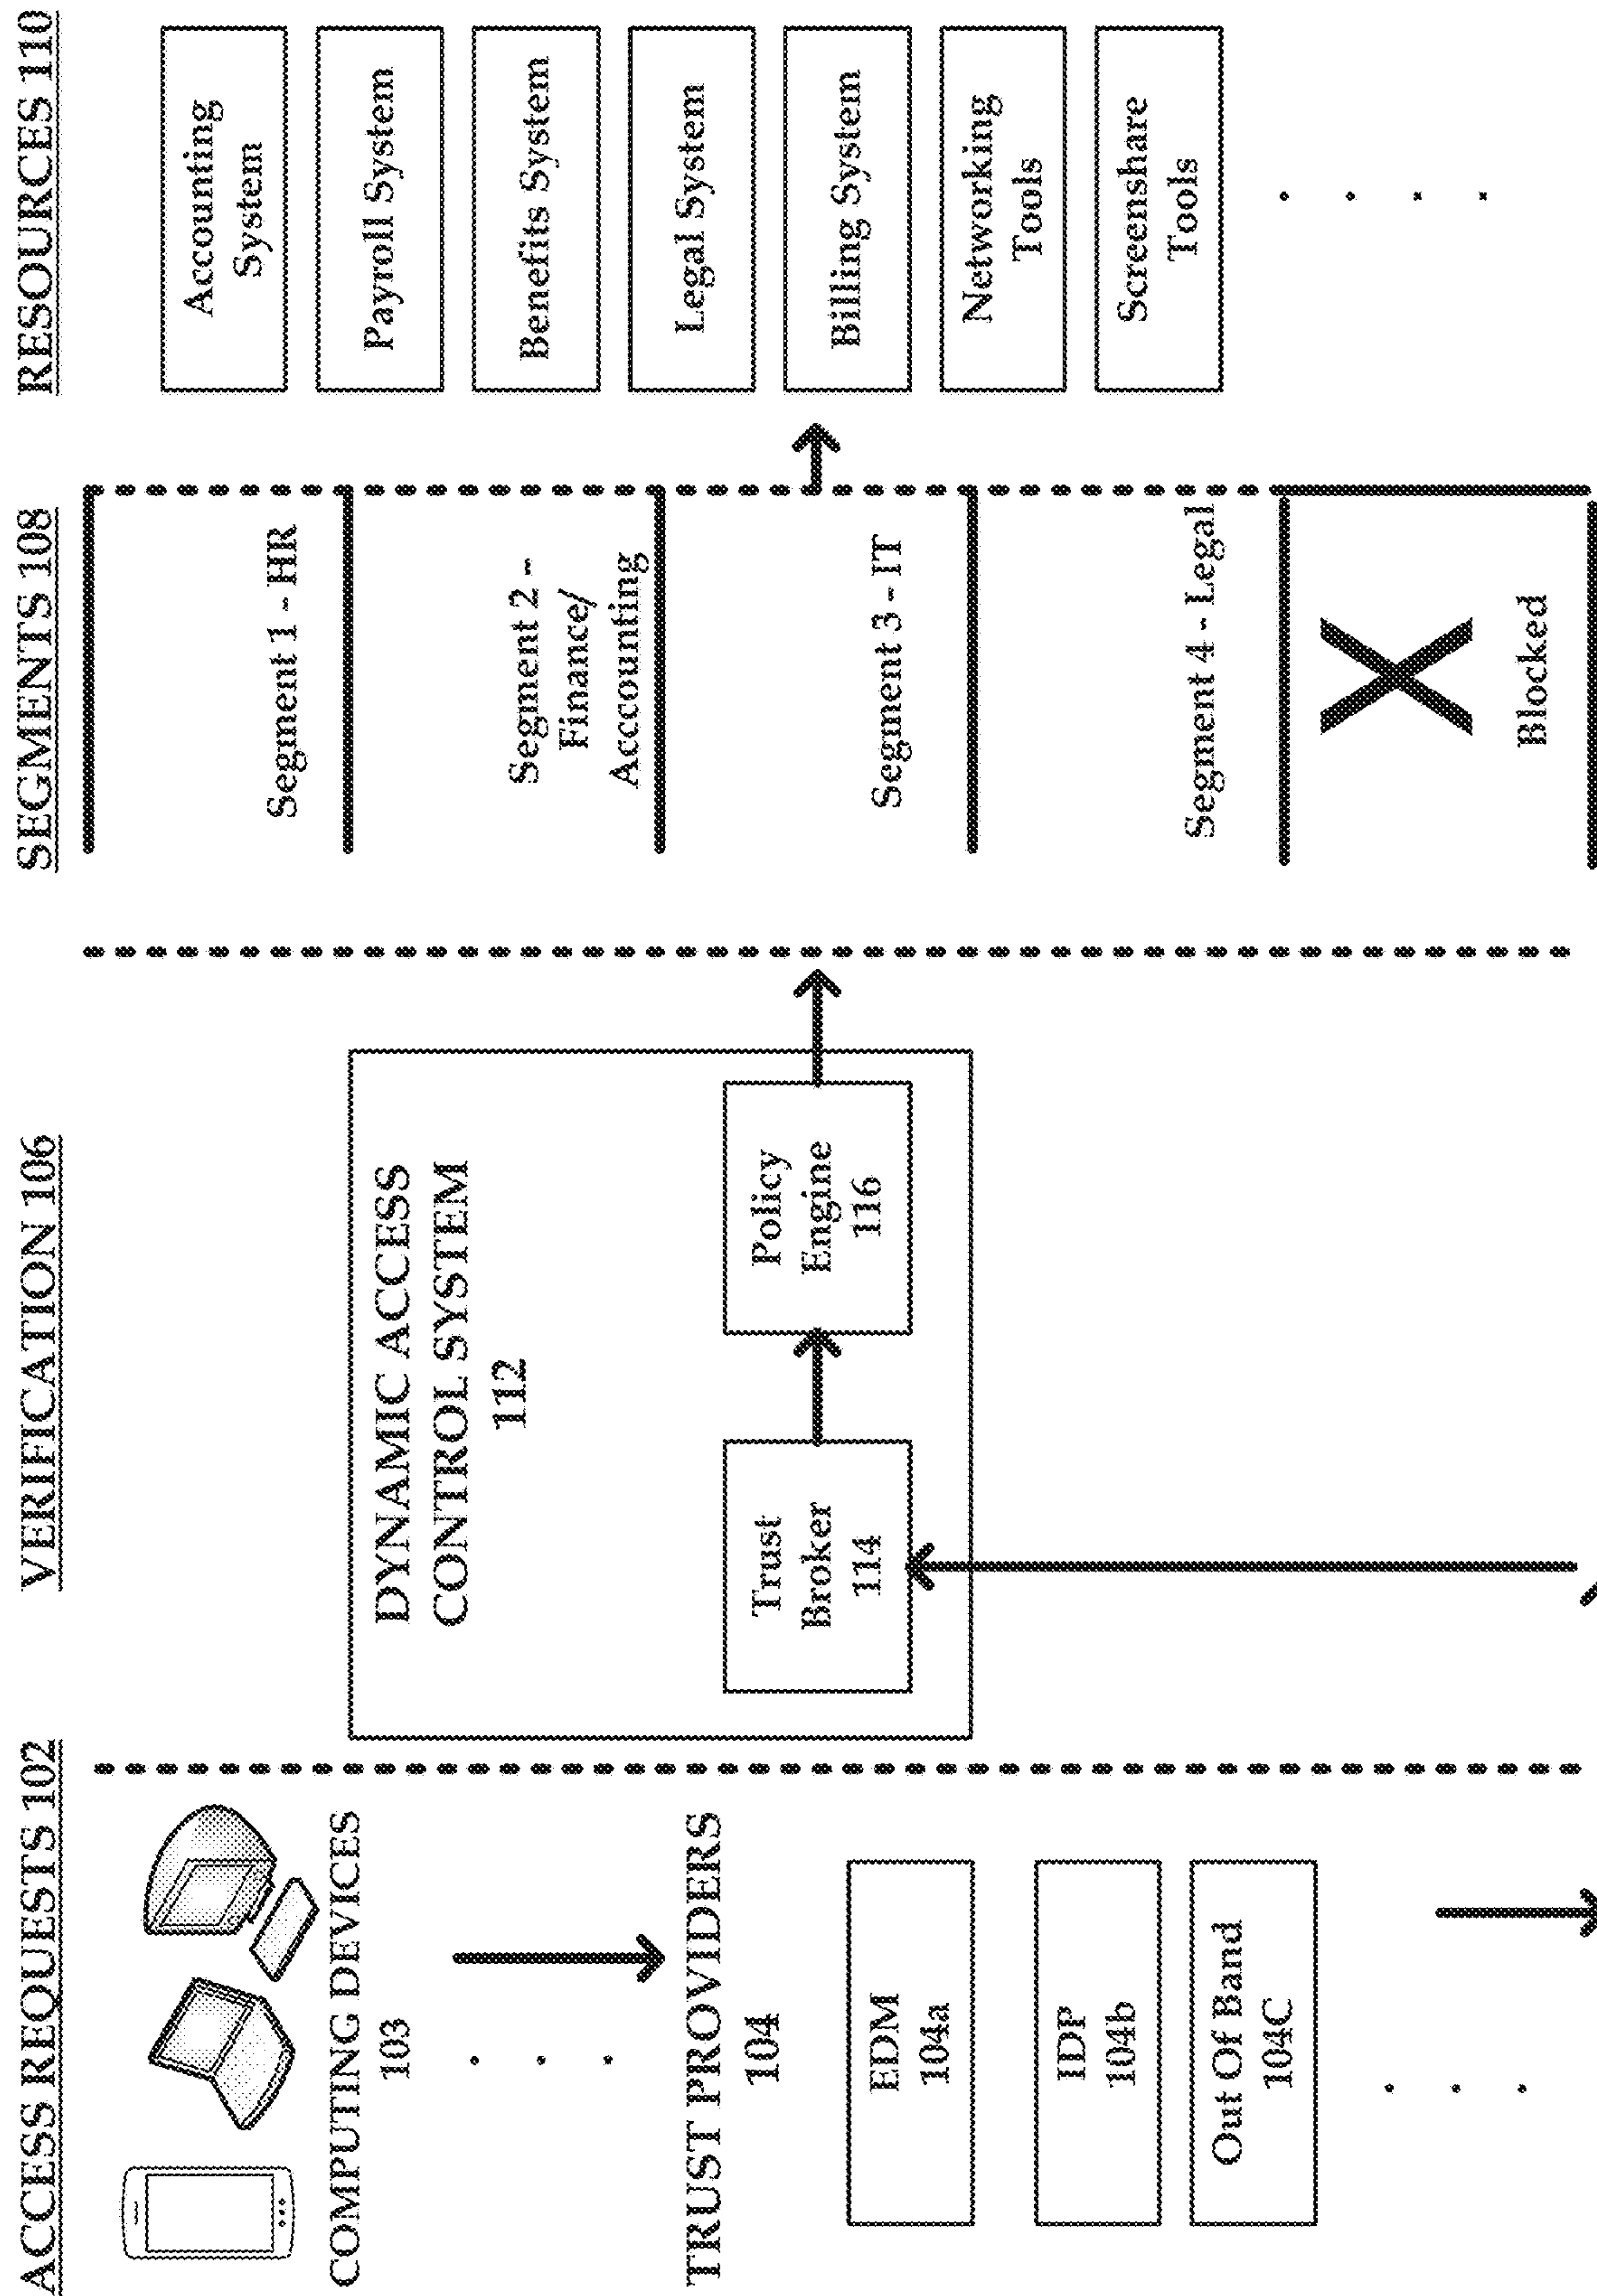 ACCESS REQUESTS 102
COMPUTING DEVICES
103
TRUST PROVIDERS
104
EDM
104a
IDP
104b
Out Of Band
104C
VERIFICATION 106
DYNAMIC ACCESS
CONTROL SYSTEM
112
Trust
Broker
114
Policy
Engine
116
SEGMENTS 108
Segment 1 - HR
Segment 2 -
Finance/
Accounting
Segment 3 - IT
Segment 4 - Legal
Blocked
RESOURCES 110
Accounting
System
Payroll System
Benefits System
Legal System
Billing System
Networking
Tools
Screenshare
Tools